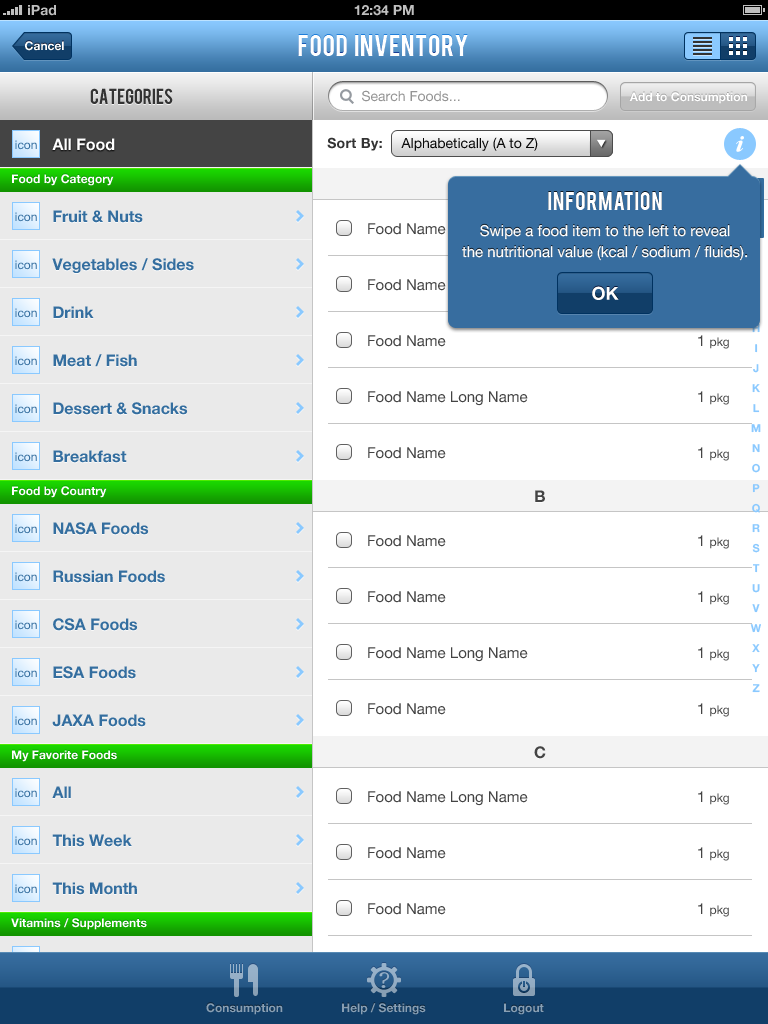 iPad
12:34 PM
Cancel
FOOD INVENTORY
CATEGORIES
Search Foods...
Add to Consumption
icon All Food
Sort By: Alphabetically (A to Z)
i
Food by Category
icon Fruit & Nuts
icon Vegetables / Sides
icon Drink
icon Meat / Fish
icon Dessert & Snacks
icon Breakfast
Food by Country
icon NASA Foods
icon Russian Foods
icon CSA Foods
icon ESA Foods
icon JAXA Foods
My Favorite Foods
icon All
icon This Week
icon This Month
Vitamins / Supplements
INFORMATION
Swipe a food item to the left to reveal
the nutritional value (kcal / sodium / fluids).
OK
Food Name
Food Name
Food Name 1 pkg
Food Name Long Name 1 pkg
Food Name 1 pkg
B
Food Name 1 pkg
Food Name 1 pkg
Food Name Long Name 1 pkg
Food Name 1 pkg
C
Food Name Long Name 1 pkg
Food Name 1 pkg
Food Name 1 pkg
I
J
K
L
M
N
O
P
Q
R
S
T
U
V
W
X
Y
Z
Consumption
Help / Settings
Logout